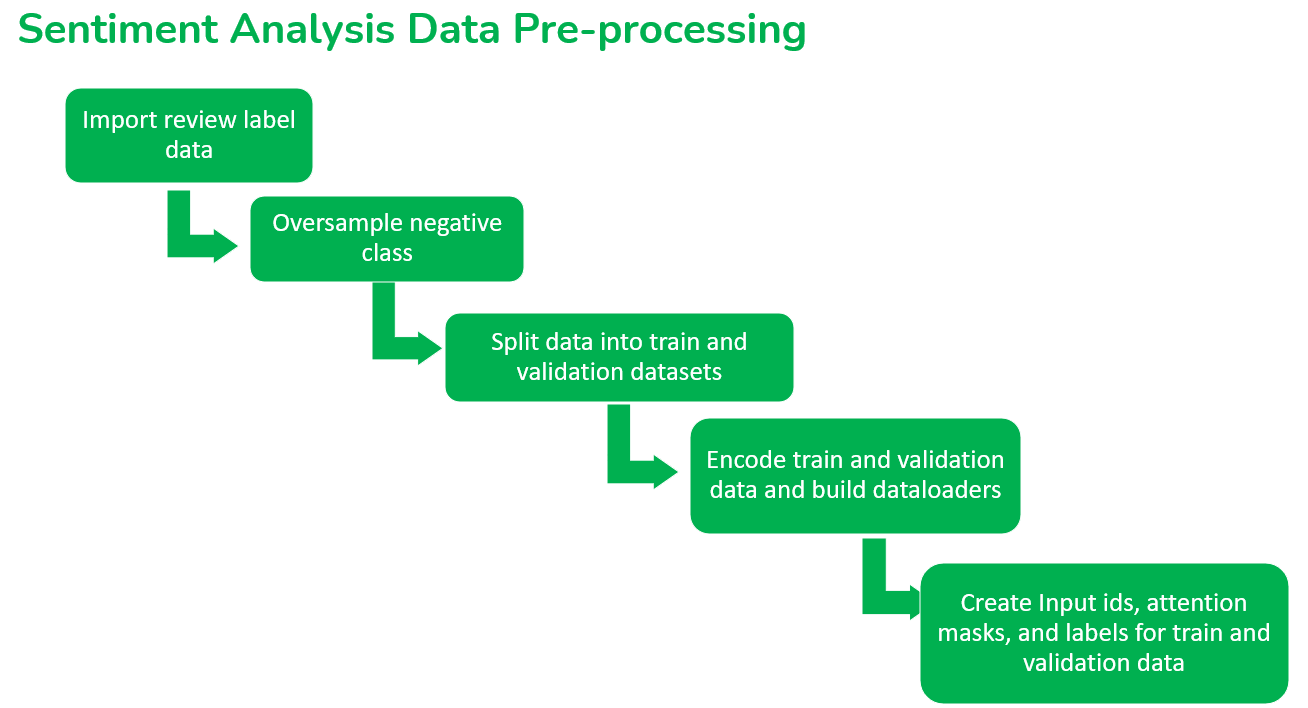 Sentiment Analysis Data Pre-processing
Import review label
data
Oversample negative
class
Split data into train and
validation datasets
Encode train and validation
data and build dataloaders
Create Input ids, attention
masks, and labels for train and
validation data